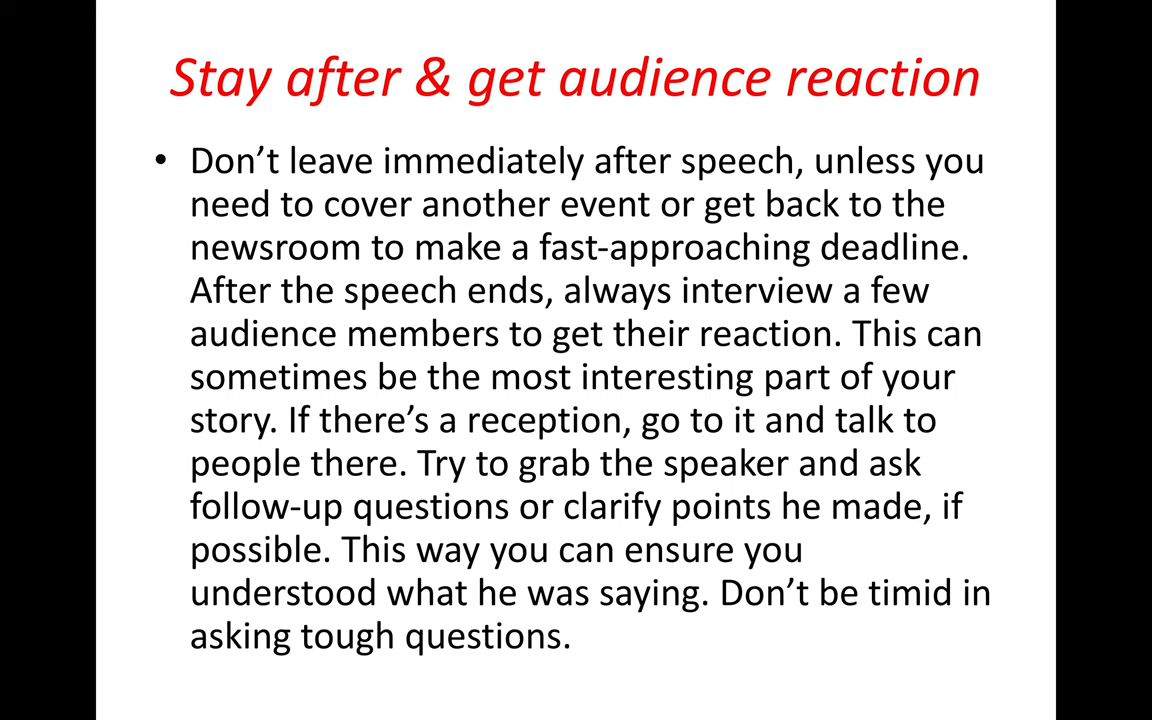 Stay after & get audience reaction
• Don’t leave immediately after speech, unless you
need to cover another event or get back to the
newsroom to make a fast-approaching deadline.
After the speech ends, always interview a few
audience members to get their reaction. This can
sometimes be the most interesting part of your
story. If there’s a reception, go to it and talk to
people there. Try to grab the speaker and ask
follow-up questions or clarify points he made, if
possible. This way you can ensure you
understood what he was saying. Don’t be timid in
asking tough questions.